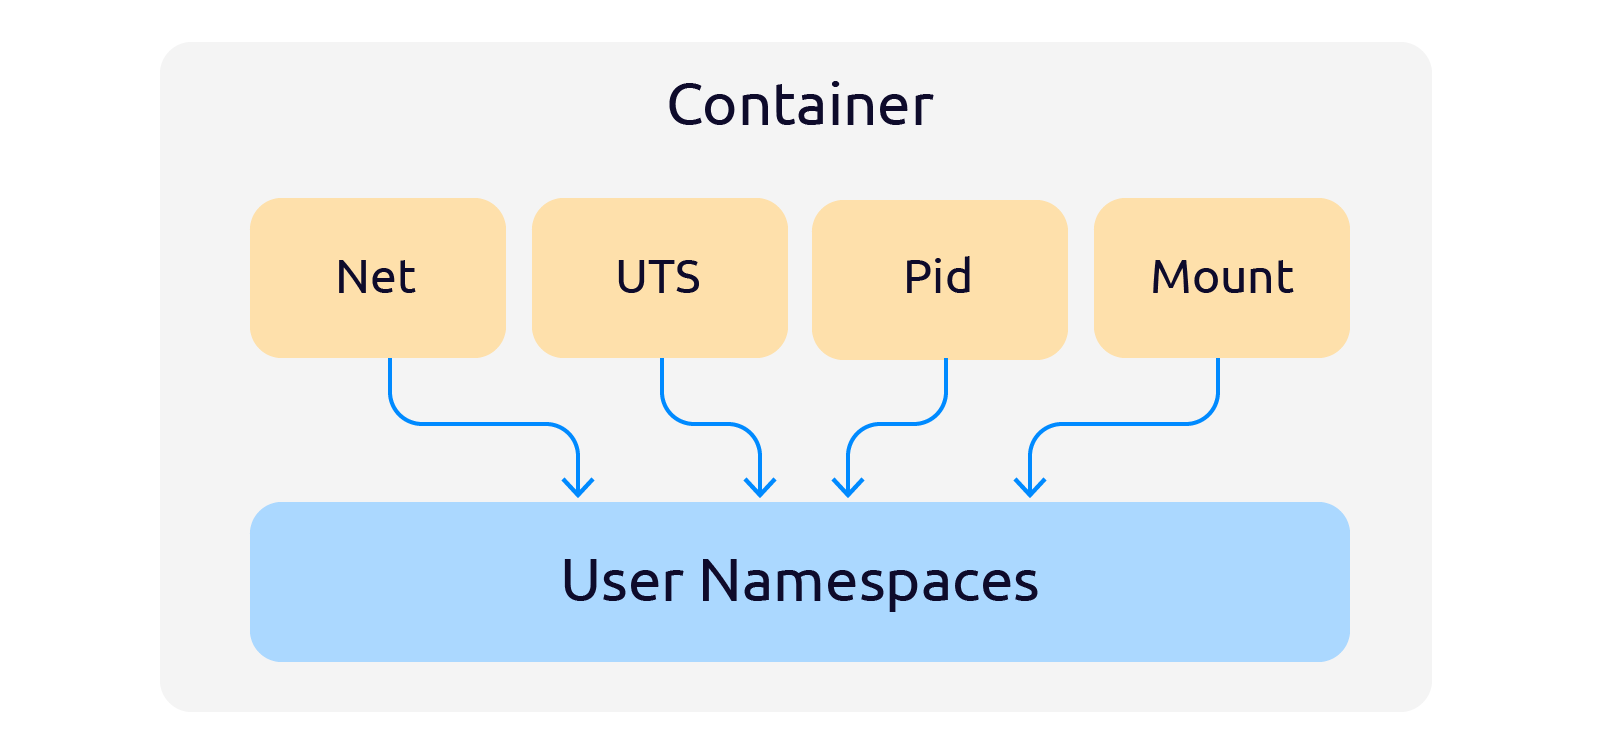 Container
Net
UTS
Pid
Mount
User Namespaces